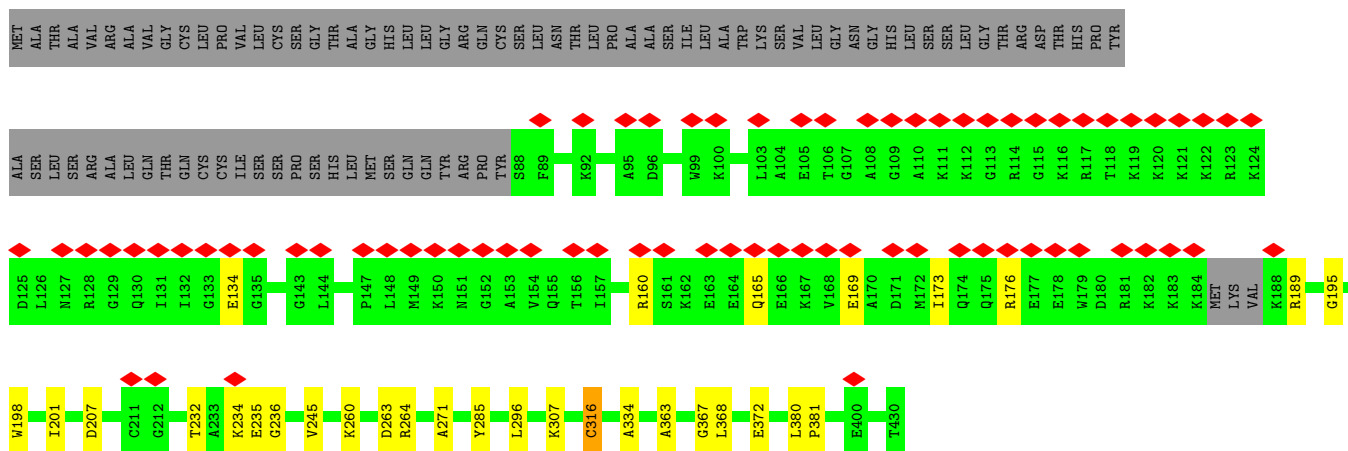 MET ALA THR ALA VAL ARG ALA VAL GLY CYS LEU PRO VAL LEU CYS SER GLY THR ALA GLY HIS LEU LEU GLY ARG GLN CYS SER LEU ASN THR LEU PRO ALA ALA SER ILE LEU ALA TRP LYS SER VAL LEU GLY ASN GLY HIS LEU SER SER LEU GLY THR ARG ASP THR HIS PRO TYR
ALA SER LEU SER ARG ALA LEU GLN THR GLN CYS CYS ILE SER SER PRO SER HIS LEU MET SER GLN GLN TYR ARG PRO TYR S88 F89 K92 A95 D96 W99 K100 L103 A104 E105 T106 G107 A108 G109 A110 K111 K112 G113 R114 G115 K116 R117 T118 K119 K120 K121 K122 R123 K124
D125 L126 N127 R128 G129 Q130 I131 I132 G133 E134 G135 G143 L144 P147 L148 M149 K150 N151 G152 A153 V154 Q155 T156 I157 R160 S161 K162 E163 E164 Q165 E166 K167 V168 E169 A170 D171 M172 I173 Q174 Q175 R176 E177 E178 W179 D180 R181 K182 K183 K184 MET LYS VAL K188 R189 G195
W198 I201 D207 C211 G212 T232 A233 K234 E235 G236 V245 K260 D263 R264 A271 Y285 L296 K307 C316 A334 A363 G367 L368 E372 L380 P381 E400 T430